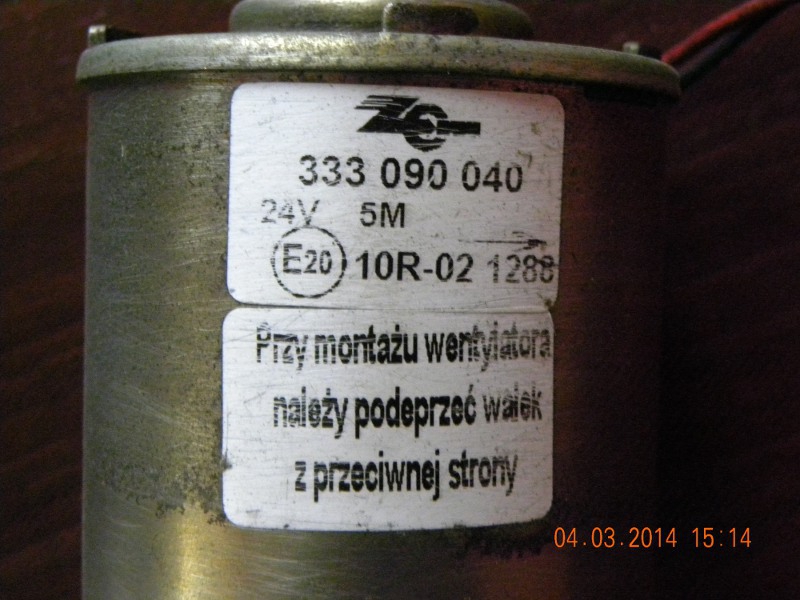 333 090 040
24V 5M
E20 10R-02 1288
Przy montażu wentylatora
należy podeprzeć wałek
z przeciwnej strony
04.03.2014 15:14